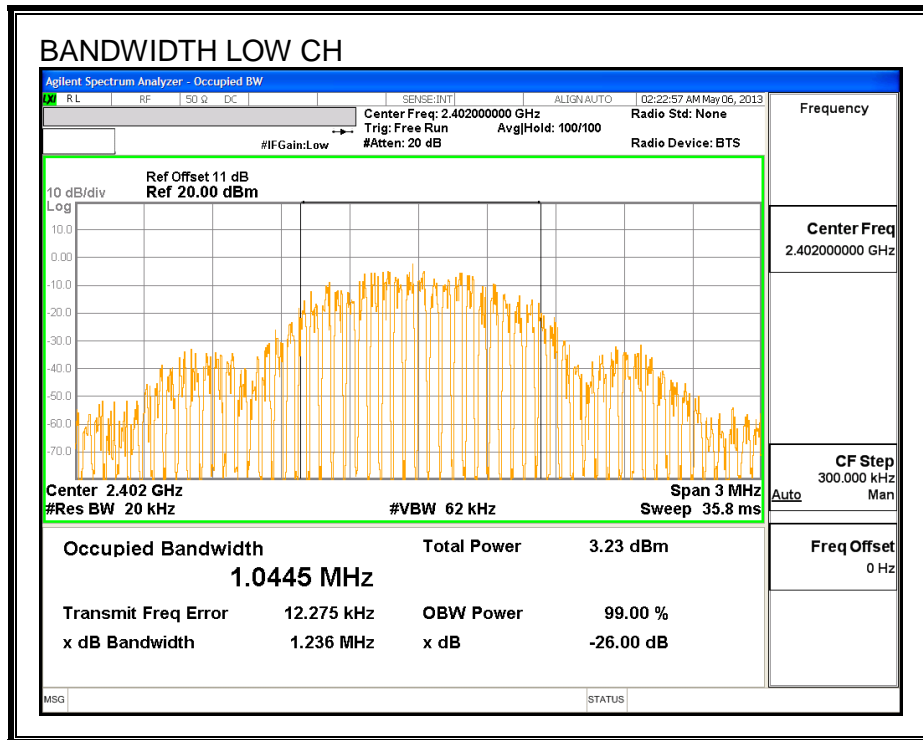 BANDWIDTH LOW CH
Agilent Spectrum Analyzer - Occupied BW
LXI RL RF 50 Ω DC SENSE:INT ALIGN AUTO 02:22:57 AM May 06, 2013
Center Freq: 2.402000000 GHz Radio Std: None
Trig: Free Run Avg|Hold: 100/100
#IFGain:Low #Atten: 20 dB Radio Device: BTS
Frequency
Ref Offset 11 dB
10 dB/div Ref 20.00 dBm
Log
10.0
0.00
-10.0
-20.0
-30.0
-40.0
-50.0
-60.0
-70.0
Center 2.402 GHz Span 3 MHz
#Res BW 20 kHz #VBW 62 kHz Sweep 35.8 ms
Center Freq
2.402000000 GHz
CF Step
300.000 kHz
Auto Man
Freq Offset
0 Hz
Occupied Bandwidth Total Power 3.23 dBm
1.0445 MHz
Transmit Freq Error 12.275 kHz OBW Power 99.00 %
x dB Bandwidth 1.236 MHz x dB -26.00 dB
MSG STATUS